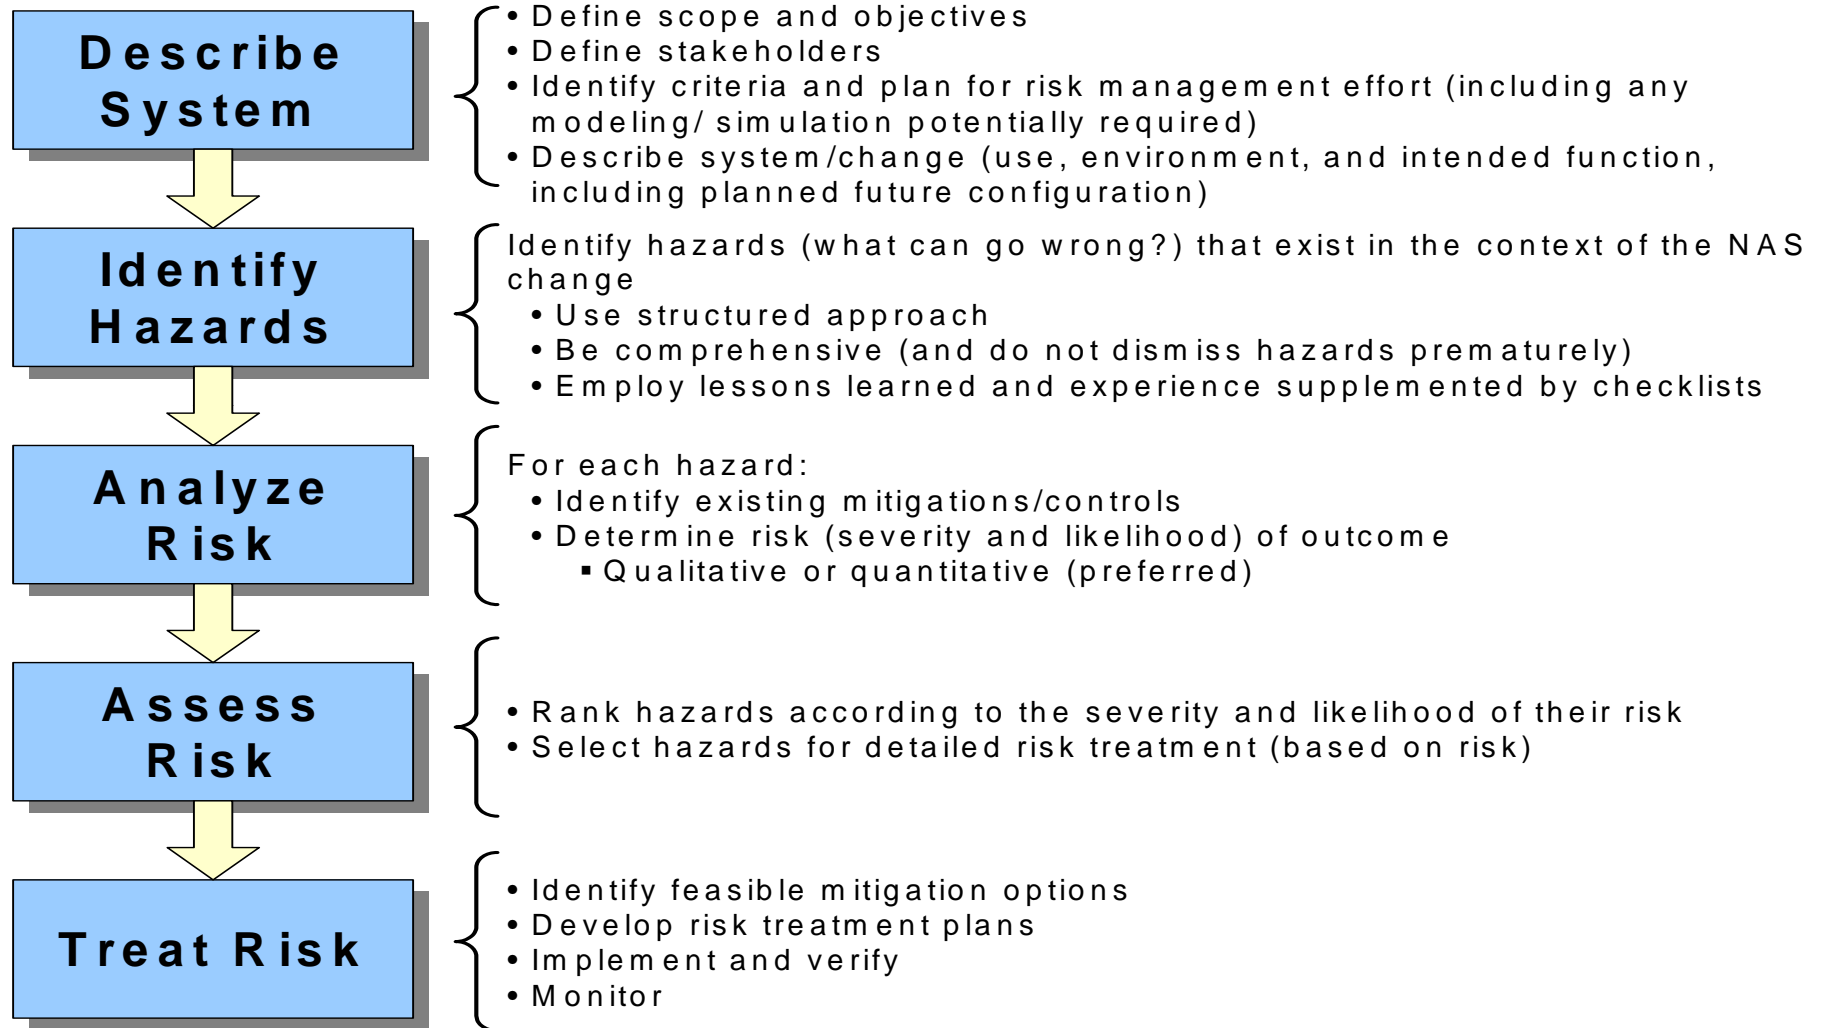 Describe
System
• Define scope and objectives
• Define stakeholders
• Identify criteria and plan for risk management effort (including any
modeling/ simulation potentially required)
• Describe system/change (use, environment, and intended function,
including planned future configuration)
Identify
Hazards
Identify hazards (what can go wrong?) that exist in the context of the NAS
change
• Use structured approach
• Be comprehensive (and do not dismiss hazards prematurely)
• Employ lessons learned and experience supplemented by checklists
Analyze
Risk
For each hazard:
• Identify existing mitigations/controls
• Determine risk (severity and likelihood) of outcome
▪ Qualitative or quantitative (preferred)
Assess
Risk
• Rank hazards according to the severity and likelihood of their risk
• Select hazards for detailed risk treatment (based on risk)
Treat Risk
• Identify feasible mitigation options
• Develop risk treatment plans
• Implement and verify
• Monitor